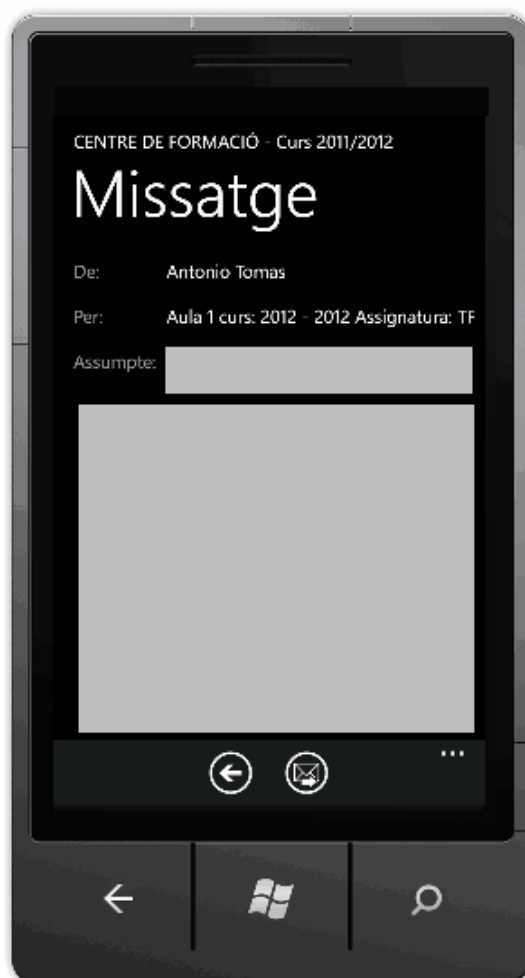 CENTRE DE FORMACIÓ - Curs 2011/2012
Missatge
De: Antonio Tomas
Per: Aula 1 curs: 2012 - 2012 Assignatura: TF
Assumpte: